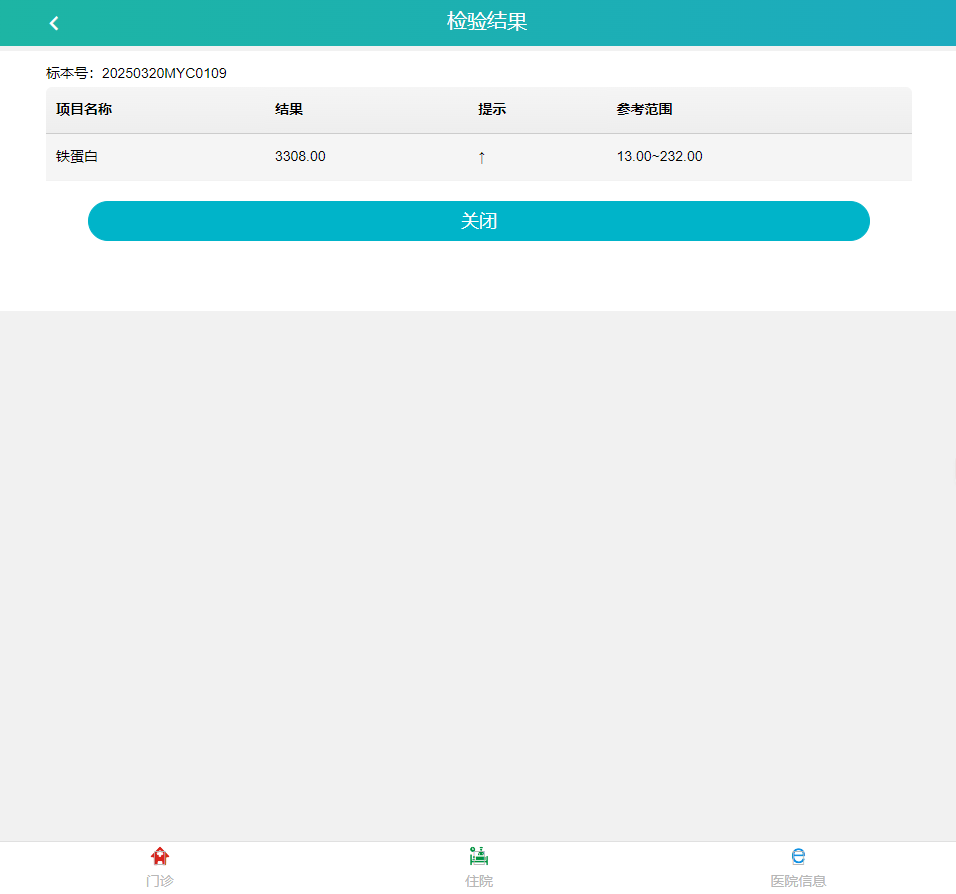 检验结果
标本号：20250320MYC0109
项目名称 结果 提示 参考范围
铁蛋白 3308.00 ↑ 13.00~232.00
关闭
门诊 住院 医院信息